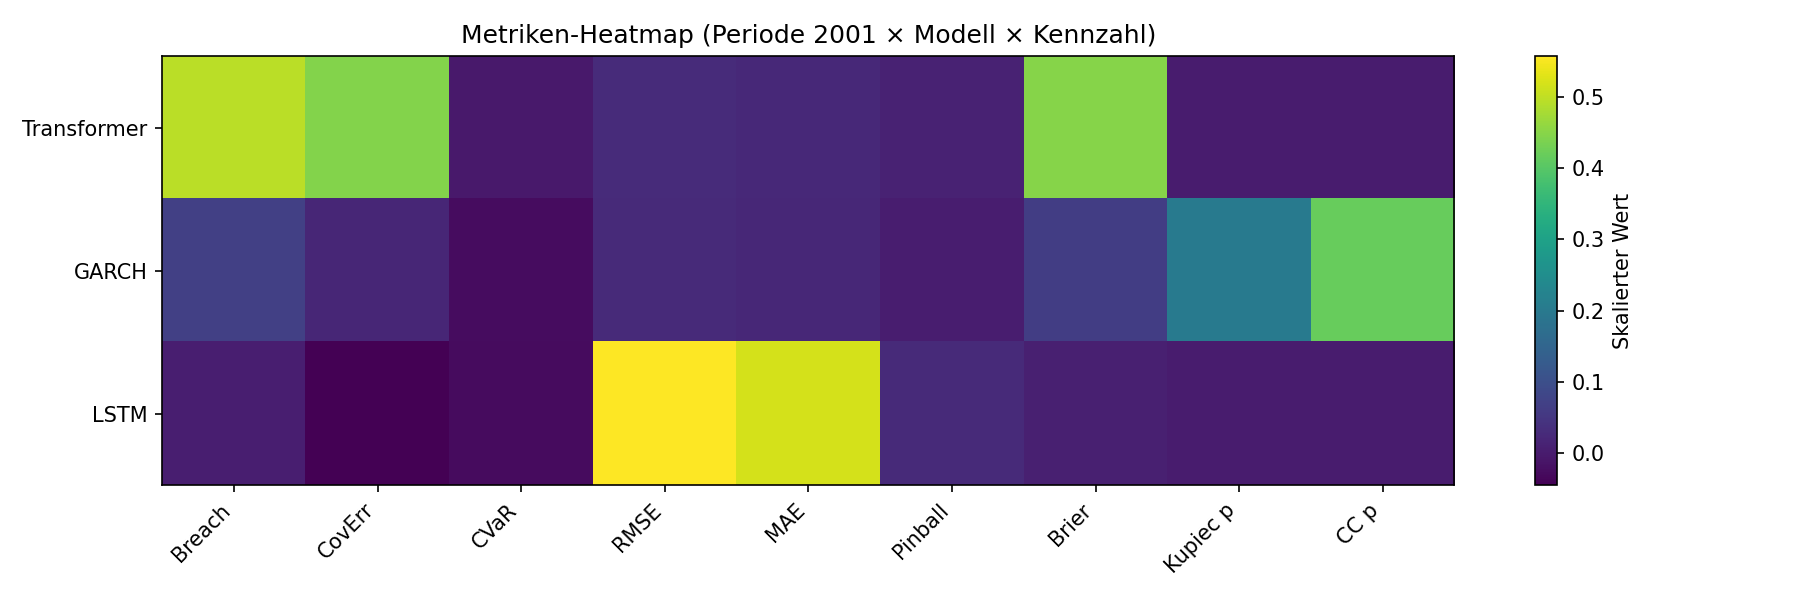 Metriken-Heatmap (Periode 2001 × Modell × Kennzahl)
Transformer
GARCH
LSTM
Breach
CovErr
CVaR
RMSE
MAE
Pinball
Brier
Kupiec p
CC p
0.5
0.4
0.3
0.2
0.1
0.0
Skalierter Wert